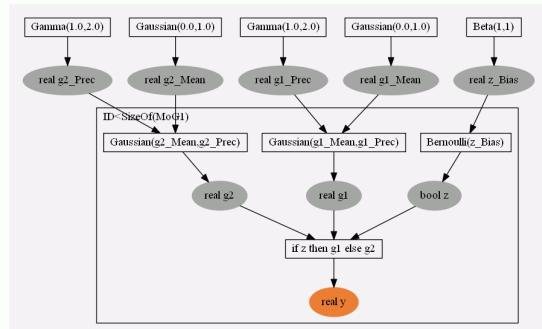 Gamma(1.0,2.0) Gaussian(0.0,1.0) Gamma(1.0,2.0) Gaussian(0.0,1.0) Beta(1,1)
real g2_Prec real g2_Mean real g1_Prec real g1_Mean real z_Bias
ID<SizeOf(MoG1)
Gaussian(g2_Mean,g2_Prec) Gaussian(g1_Mean,g1_Prec) Bernoulli(z_Bias)
real g2 real g1 bool z
if z then g1 else g2
real y